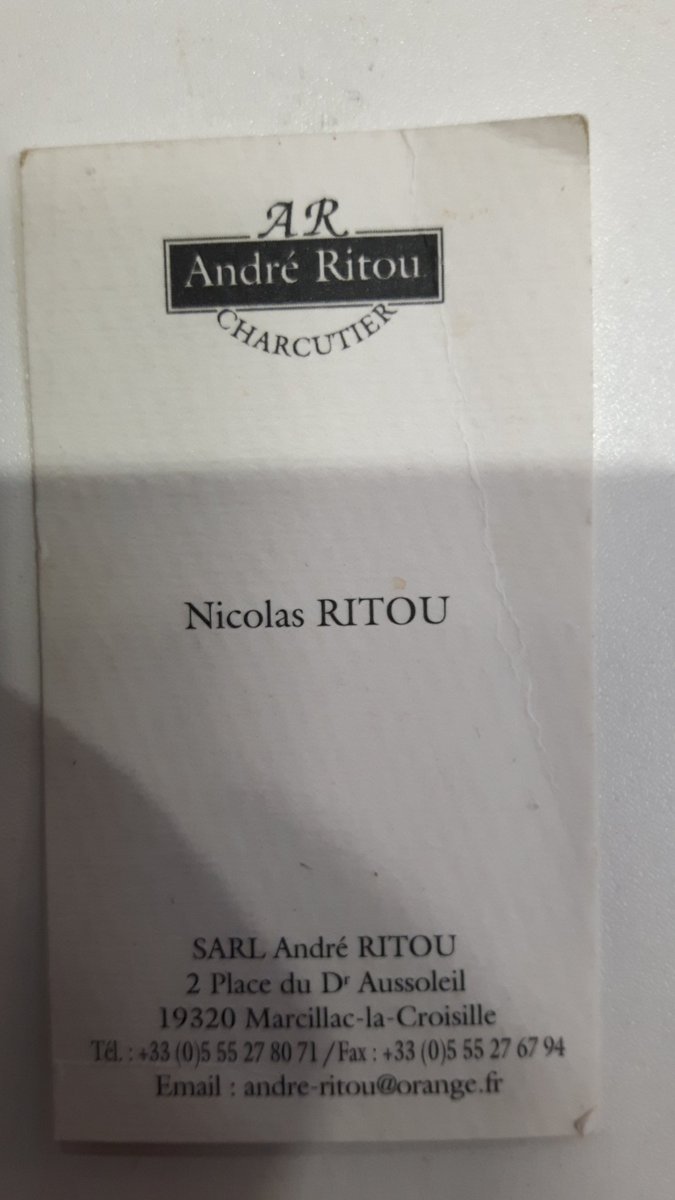 AR
André Ritou
CHARCUTIER
Nicolas RITOU
SARL André RITOU
2 Place du Dʳ Aussoleil
19320 Marcillac-la-Croisille
Tél. : +33 (0)5 55 27 80 71 / Fax : +33 (0)5 55 27 67 94
Email : andre-ritou@orange.fr